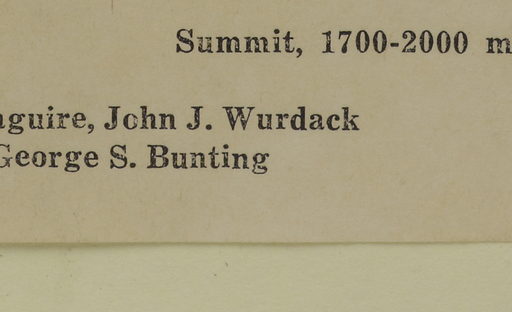 Summit, 1700-2000 m
aguire, John J. Wurdack
George S. Bunting